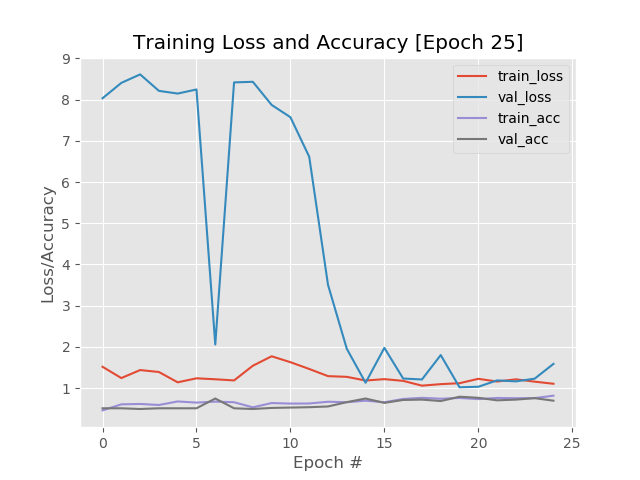 Training Loss and Accuracy [Epoch 25]
train_loss
val_loss
train_acc
val_acc
9
8
7
6
5
4
3
2
1
Loss/Accuracy
0
5
10
15
20
25
Epoch #